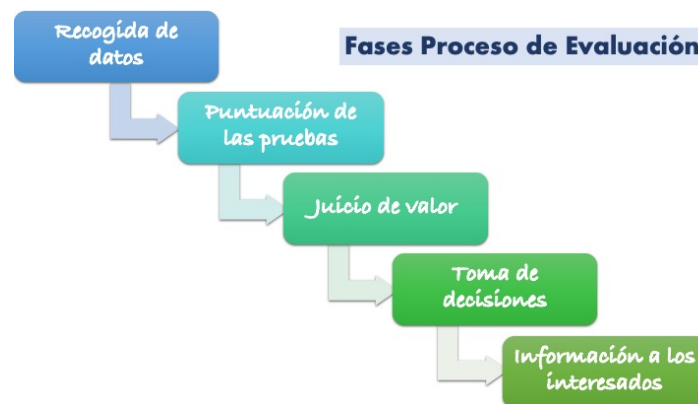 Fases Proceso de Evaluación
Recogida de
datos
Puntuación de
las pruebas
Juicio de valor
Toma de
decisiones
Información a los
interesados